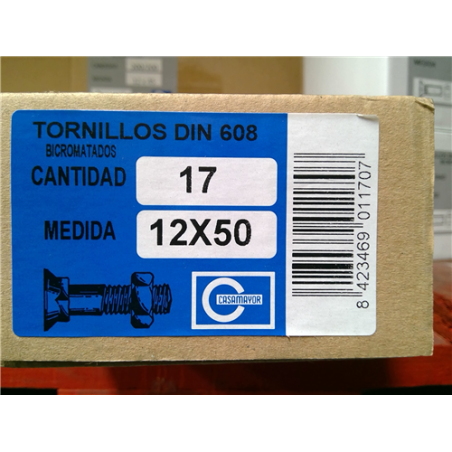 TORNILLOS DIN 608
BICROMATADOS
CANTIDAD 17
MEDIDA 12X50
CASAMAYOR
8 423469 011707